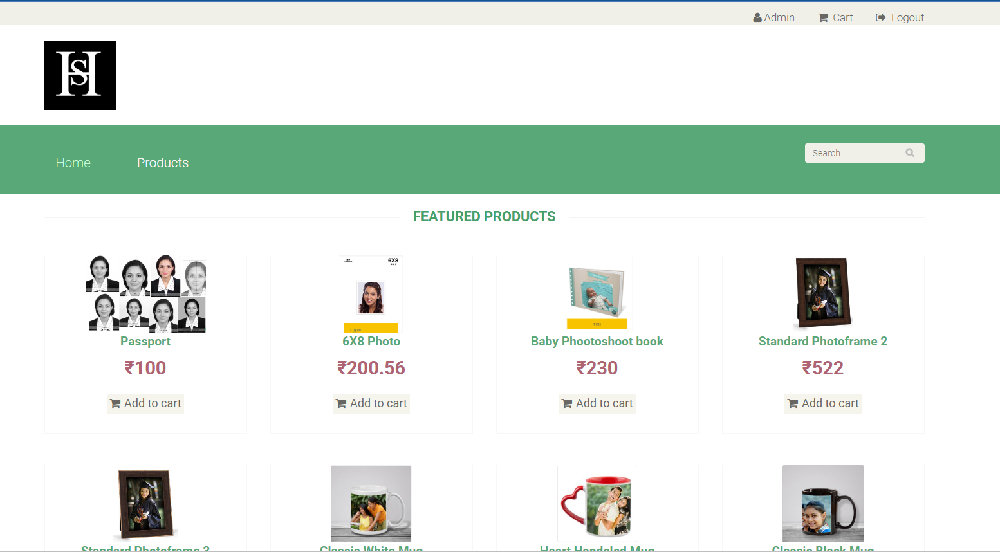 Admin Cart Logout
HS
Home Products Search
FEATURED PRODUCTS
6X8
Passport 6X8 Photo Baby Phootoshoot book Standard Photoframe 2
₹100 ₹200.56 ₹230 ₹522
Add to cart Add to cart Add to cart Add to cart
Standard Photoframe 3 Classic White Mug Heart Handeled Mug Classic Black Mug